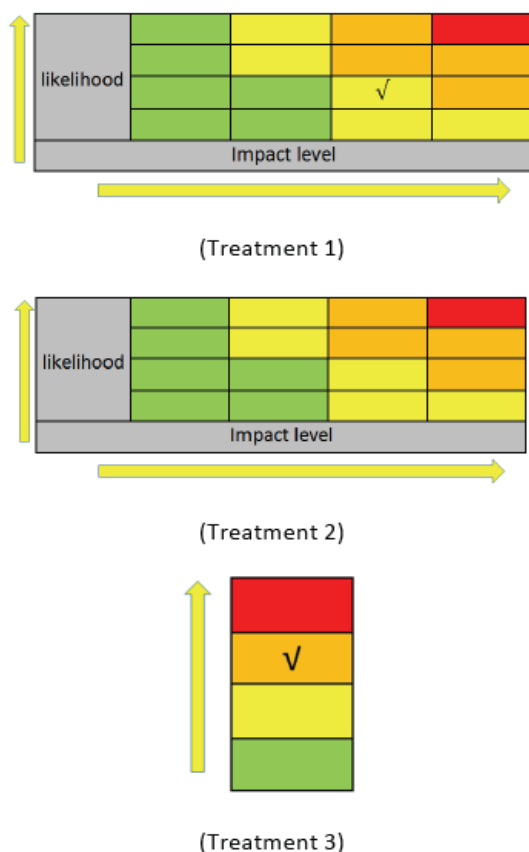 likelihood
√
Impact level
(Treatment 1)
likelihood
Impact level
(Treatment 2)
√
(Treatment 3)